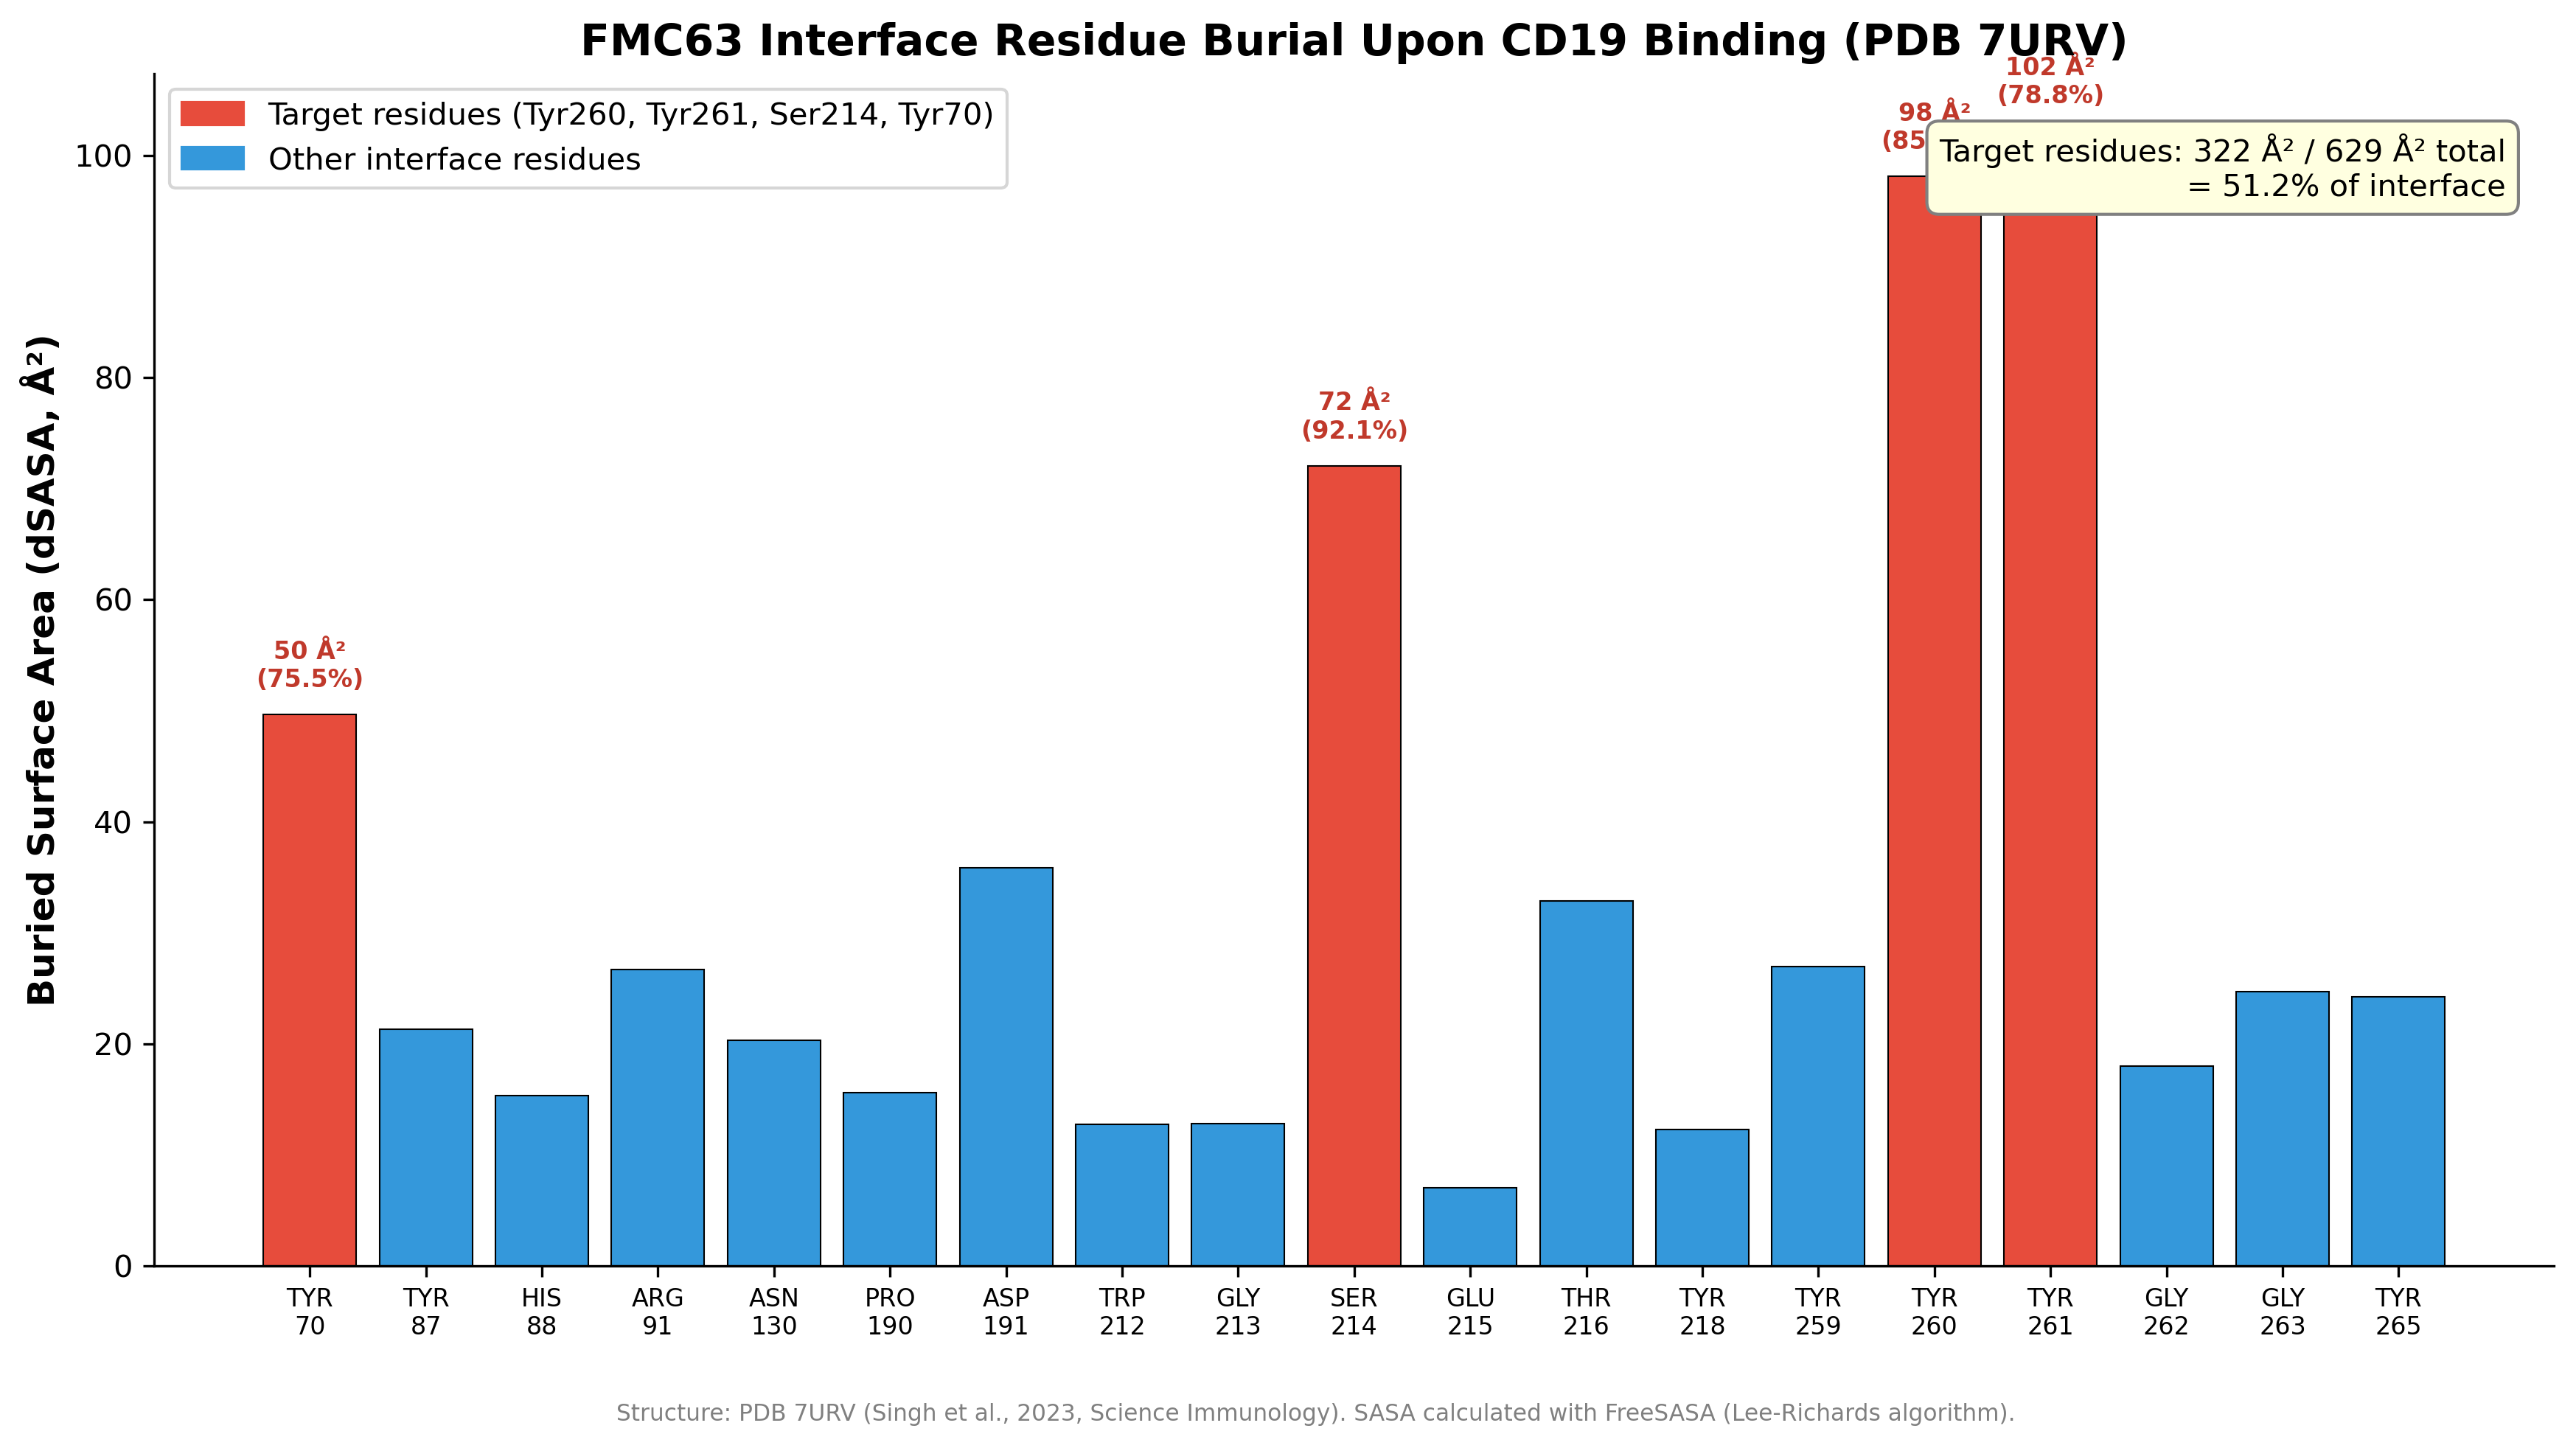 FMC63 Interface Residue Burial Upon CD19 Binding (PDB 7URV)
Target residues (Tyr260, Tyr261, Ser214, Tyr70)
Other interface residues
Target residues: 322 Å² / 629 Å² total
= 51.2% of interface
Buried Surface Area (dSASA, Å²)
100
80
60
40
20
0
50 Å²
(75.5%)
72 Å²
(92.1%)
98 Å²
(85
102 Å²
(78.8%)
TYR
70
TYR
87
HIS
88
ARG
91
ASN
130
PRO
190
ASP
191
TRP
212
GLY
213
SER
214
GLU
215
THR
216
TYR
218
TYR
259
TYR
260
TYR
261
GLY
262
GLY
263
TYR
265
Structure: PDB 7URV (Singh et al., 2023, Science Immunology). SASA calculated with FreeSASA (Lee-Richards algorithm).